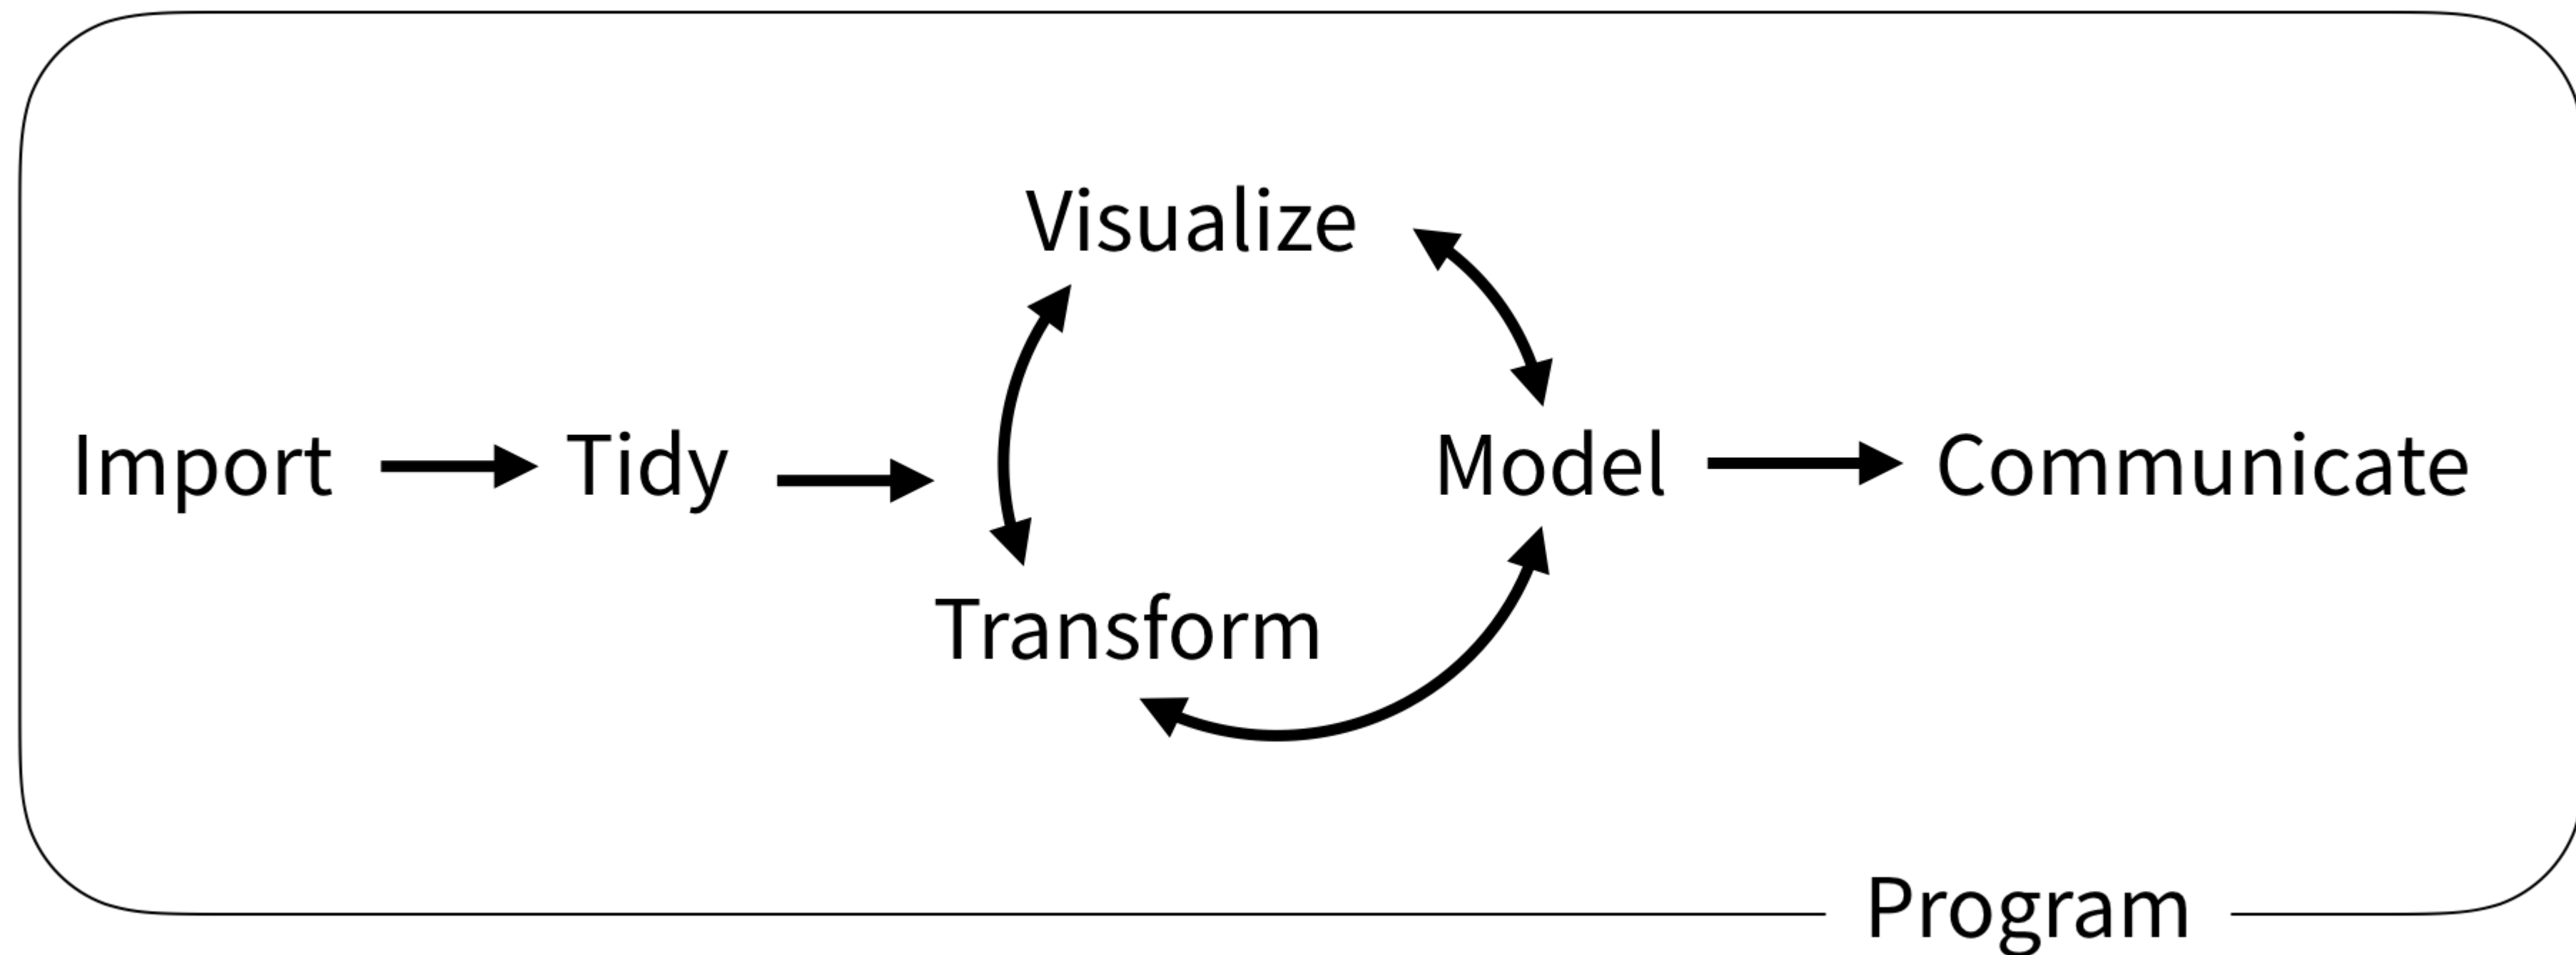 Visualize
Import
Tidy
Model
Communicate
Transform
Program